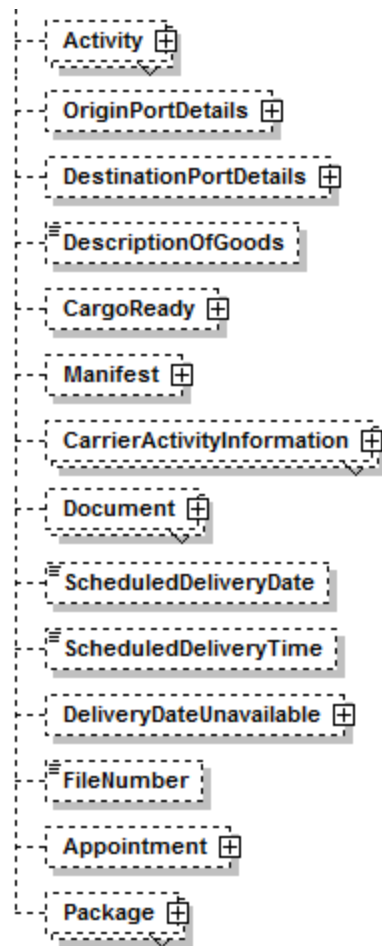 Activity
OriginPortDetails
DestinationPortDetails
DescriptionOfGoods
CargoReady
Manifest
CarrierActivityInformation
Document
ScheduledDeliveryDate
ScheduledDeliveryTime
DeliveryDateUnavailable
FileNumber
Appointment
Package